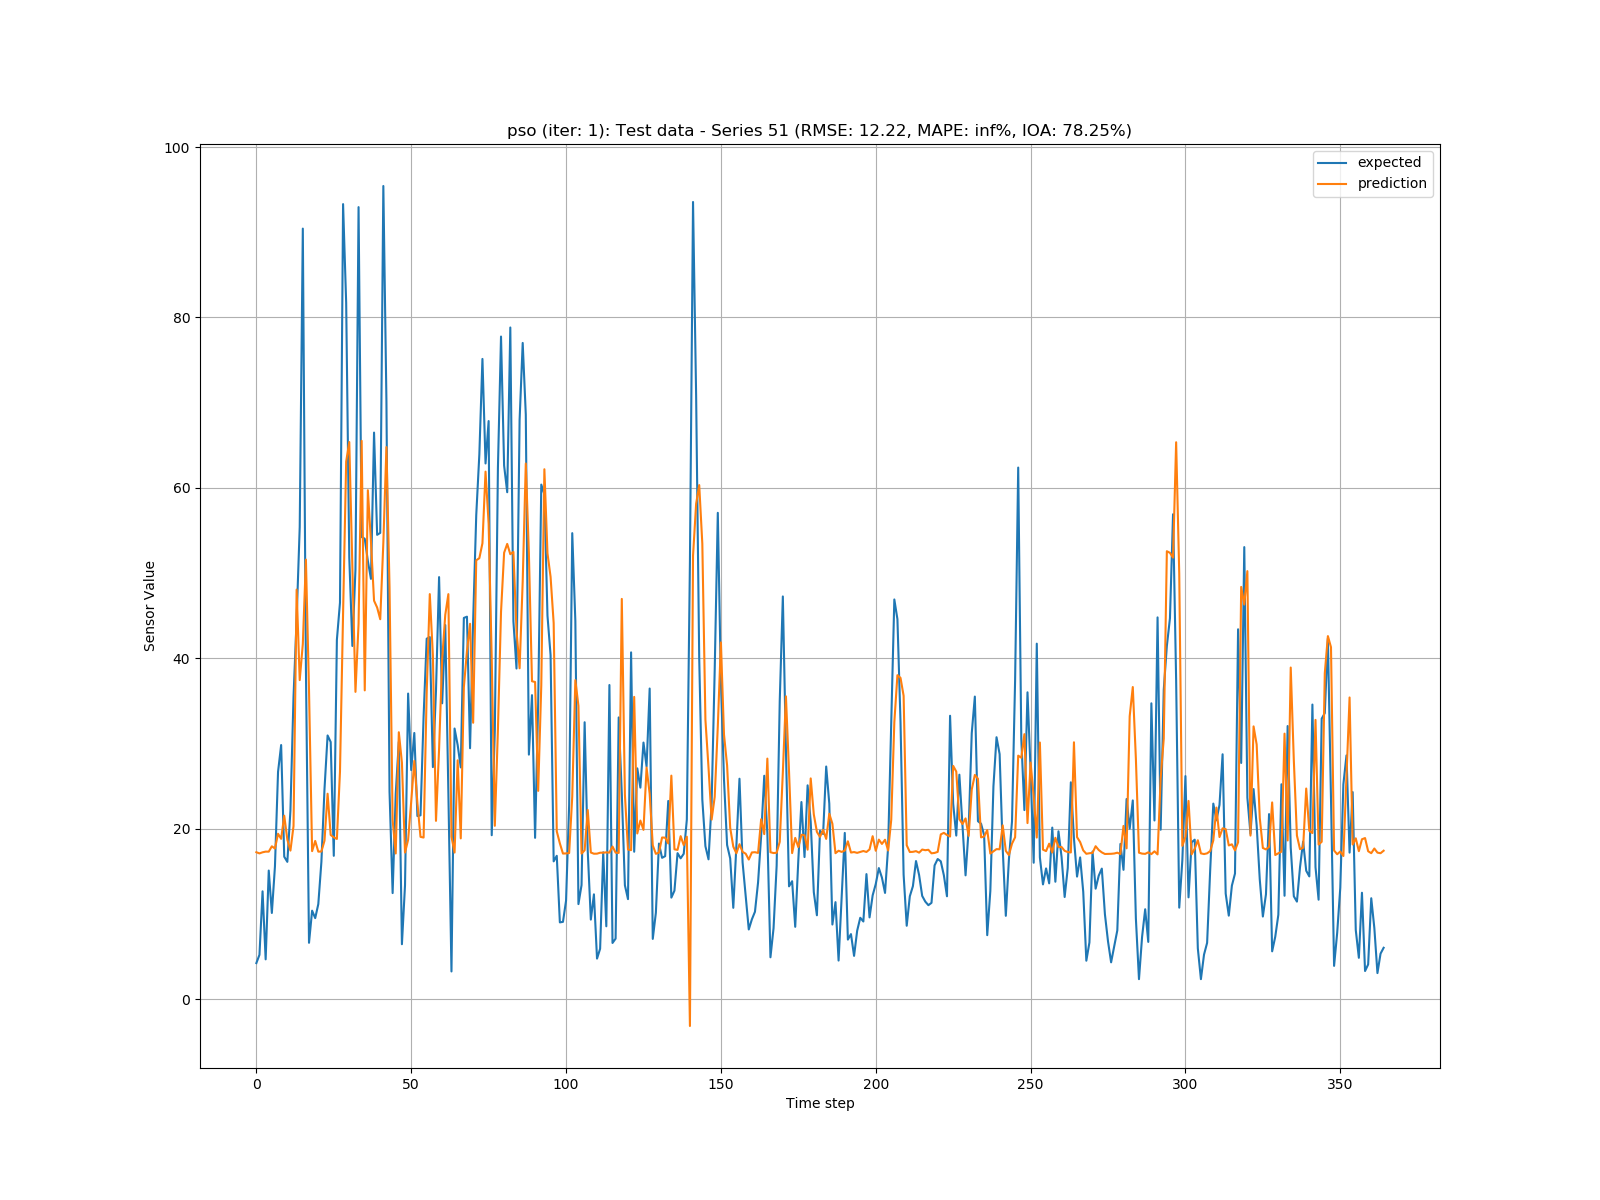 pso (iter: 1): Test data - Series 51 (RMSE: 12.22, MAPE: inf%, IOA: 78.25%)
expected
prediction
100
80
60
40
20
0
Sensor Value
0 50 100 150 200 250 300 350
Time step